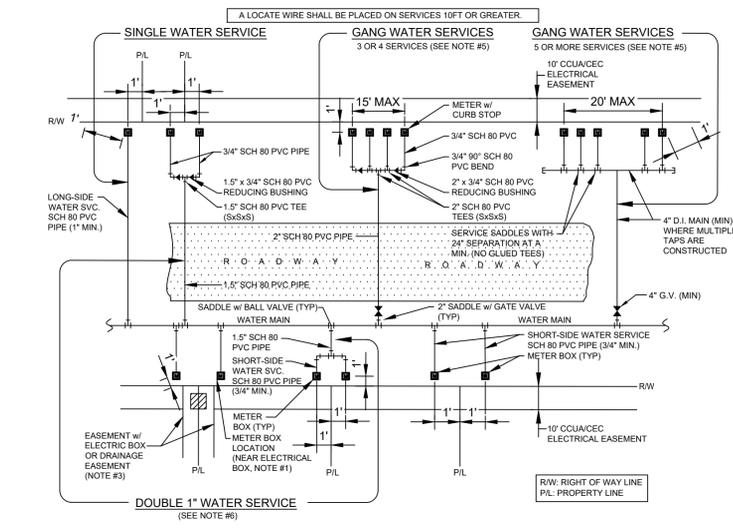 A LOCATE WIRE SHALL BE PLACED ON SERVICES 10FT OR GREATER.
SINGLE WATER SERVICE
GANG WATER SERVICES
3 OR 4 SERVICES (SEE NOTE #5)
GANG WATER SERVICES
5 OR MORE SERVICES (SEE NOTE #5)
P/L
P/L
10' CCUA/CEC
ELECTRICAL
EASEMENT
1'
1'
1'
1'
15' MAX
METER w/
CURB STOP
20' MAX
R/W
1'
1'
3/4" SCH 80 PVC
3/4" SCH 80 PVC PIPE
3/4" 90° SCH 80
PVC BEND
1.5" x 3/4" SCH 80 PVC
REDUCING BUSHING
2" x 3/4" SCH 80 PVC
REDUCING BUSHING
LONG-SIDE
WATER SVC.
SCH 80 PVC
PIPE (1" MIN.)
1.5" SCH 80 PVC TEE
(SxSxS)
2" SCH 80 PVC
TEES (SxSxS)
4" D.I. MAIN (MIN)
WHERE MULTIPLE
TAPS ARE
CONSTRUCTED
2" SCH 80 PVC PIPE
SERVICE SADDLES WITH
24" SEPARATION AT A
MIN. (NO GLUED TEES)
ROADWAY
ROADWAY
1.5" SCH 80 PVC PIPE
4" G.V. (MIN)
SADDLE w/ BALL VALVE (TYP)
2" SADDLE w/ GATE VALVE
(TYP)
WATER MAIN
WATER MAIN
1.5" SCH 80
PVC PIPE
SHORT-SIDE WATER SERVICE
SCH 80 PVC PIPE (3/4" MIN.)
METER BOX (TYP)
SHORT-SIDE
WATER SVC.
SCH 80 PVC PIPE
(3/4" MIN.)
1'
1'
R/W
METER
BOX (TYP)
1'
1'
1'
1'
EASEMENT w/
ELECTRIC BOX
OR DRAINAGE
EASEMENT
(NOTE #3)
METER BOX
LOCATION
(NEAR ELECTRICAL
BOX, NOTE #1)
10' CCUA/CEC
ELECTRICAL EASEMENT
P/L
P/L
P/L
R/W: RIGHT OF WAY LINE
P/L: PROPERTY LINE
DOUBLE 1" WATER SERVICE
(SEE NOTE #6)